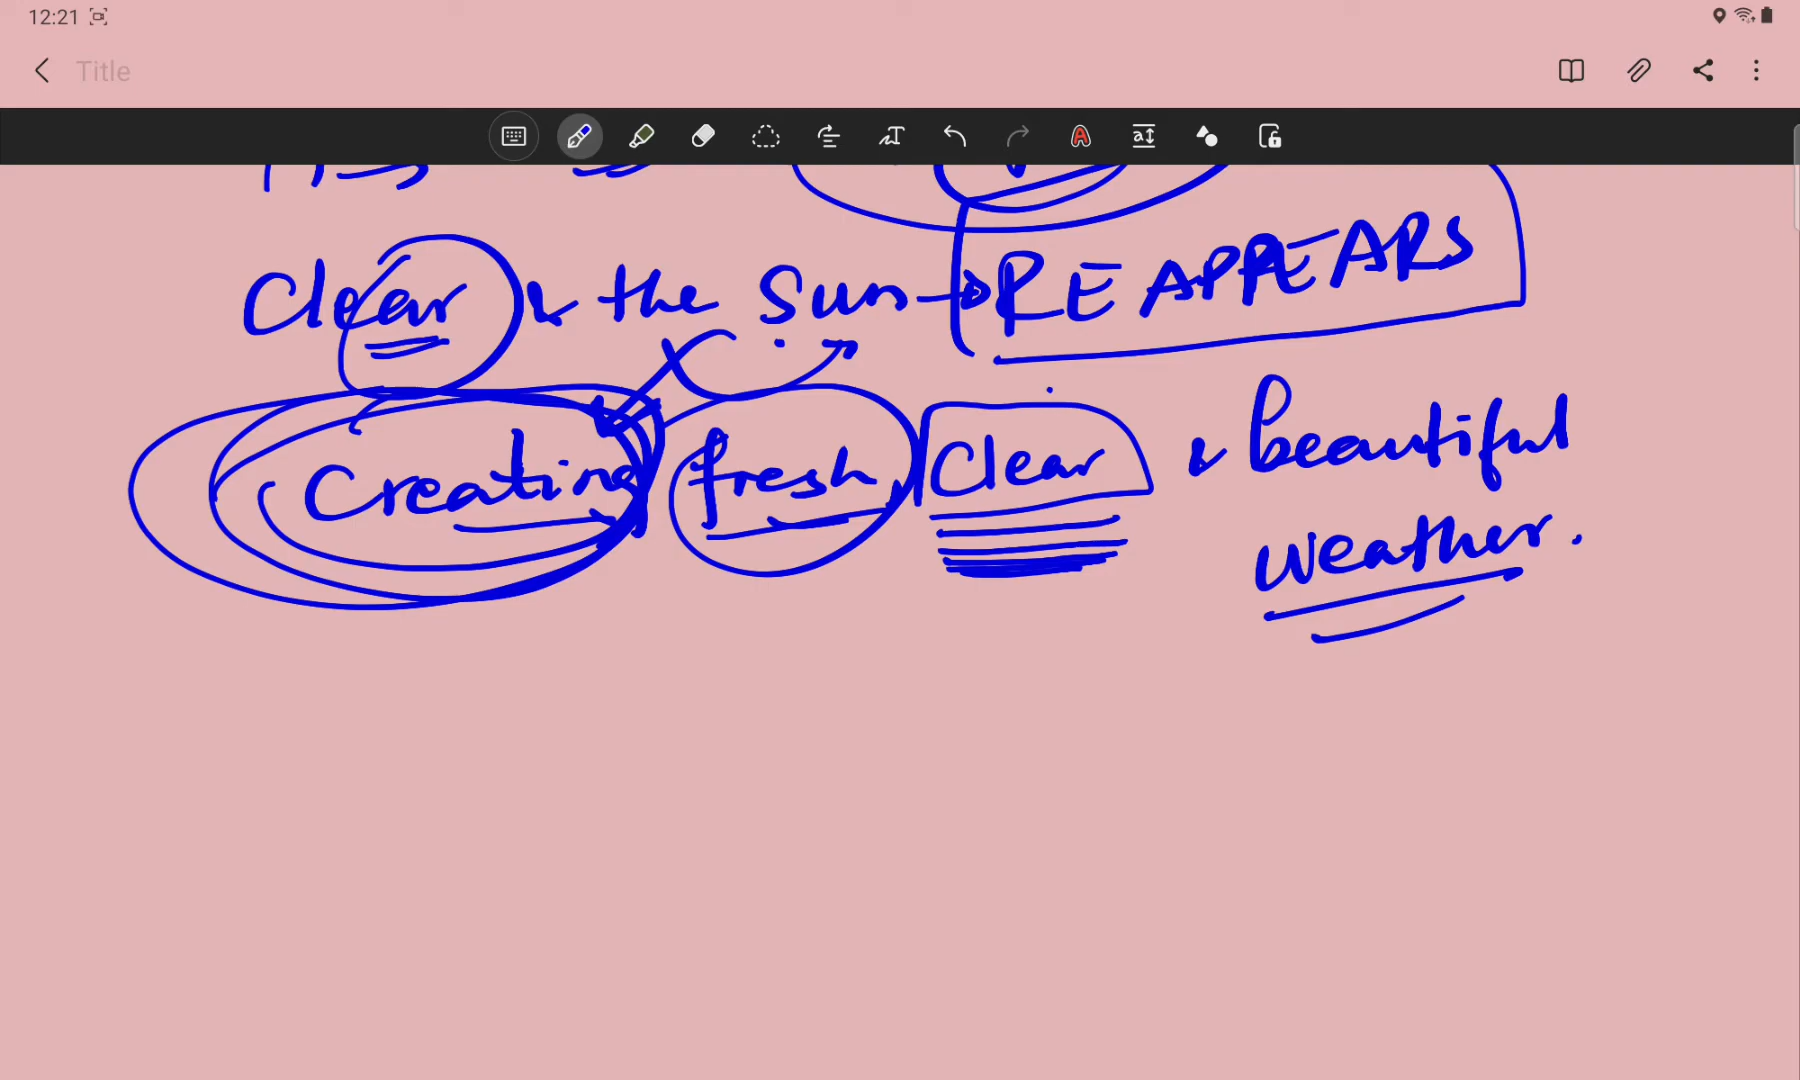 12:21
Title
Clear & the Sun → REAPPEARS
Creating fresh Clear & beautiful
weather.